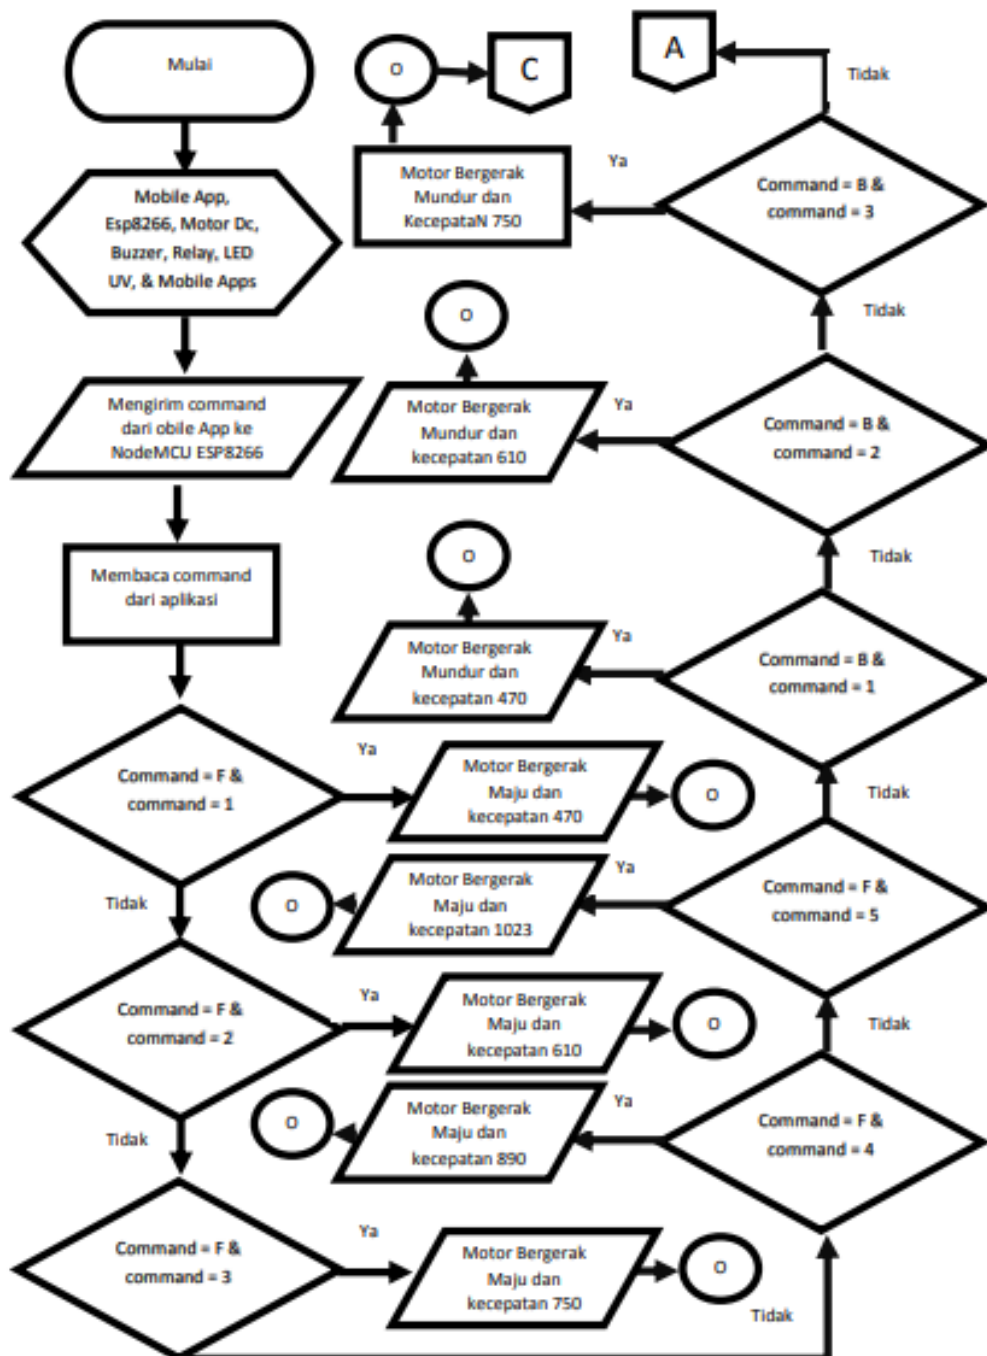 Mulai
Mobile App,
Esp8266, Motor Dc,
Buzzer, Relay, LED
UV, & Mobile Apps
Mengirim command
dari obile App ke
NodeMCU ESP8266
Membaca command
dari aplikasi
Command = F &
command = 1
Ya
Motor Bergerak
Maju dan
kecepatan 470
O
Tidak
Command = F &
command = 2
Ya
Motor Bergerak
Maju dan
kecepatan 610
O
Tidak
Command = F &
command = 3
Ya
Motor Bergerak
Maju dan
kecepatan 750
O
Tidak
Command = F &
command = 4
Ya
Motor Bergerak
Maju dan
kecepatan 890
O
Tidak
Command = F &
command = 5
Ya
Motor Bergerak
Maju dan
kecepatan 1023
O
Tidak
Command = B &
command = 1
Ya
Motor Bergerak
Mundur dan
kecepatan 470
O
Tidak
Command = B &
command = 2
Ya
Motor Bergerak
Mundur dan
kecepatan 610
O
Tidak
Command = B &
command = 3
Ya
Motor Bergerak
Mundur dan
KecepataN 750
O
C
Tidak
A